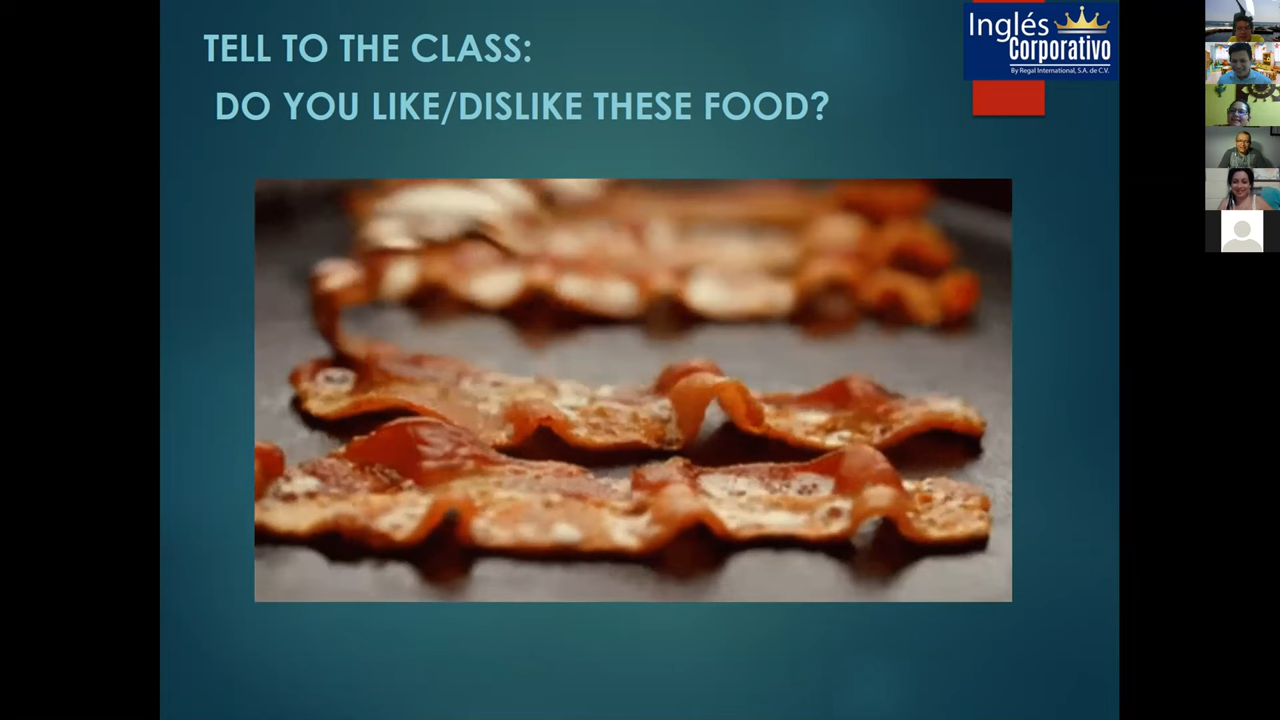 TELL TO THE CLASS:
DO YOU LIKE/DISLIKE THESE FOOD?
Inglés
Corporativo
By Regal International, S.A. de C.V.